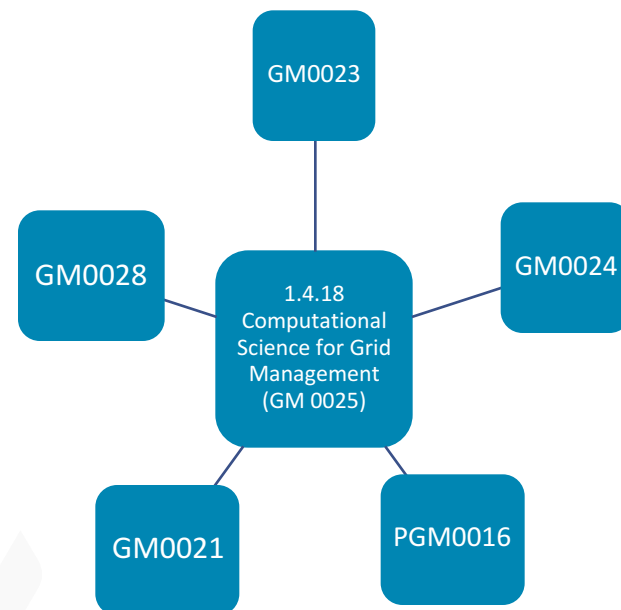 GM0023
GM0028
GM0024
1.4.18
Computational
Science for Grid
Management
(GM 0025)
GM0021
PGM0016